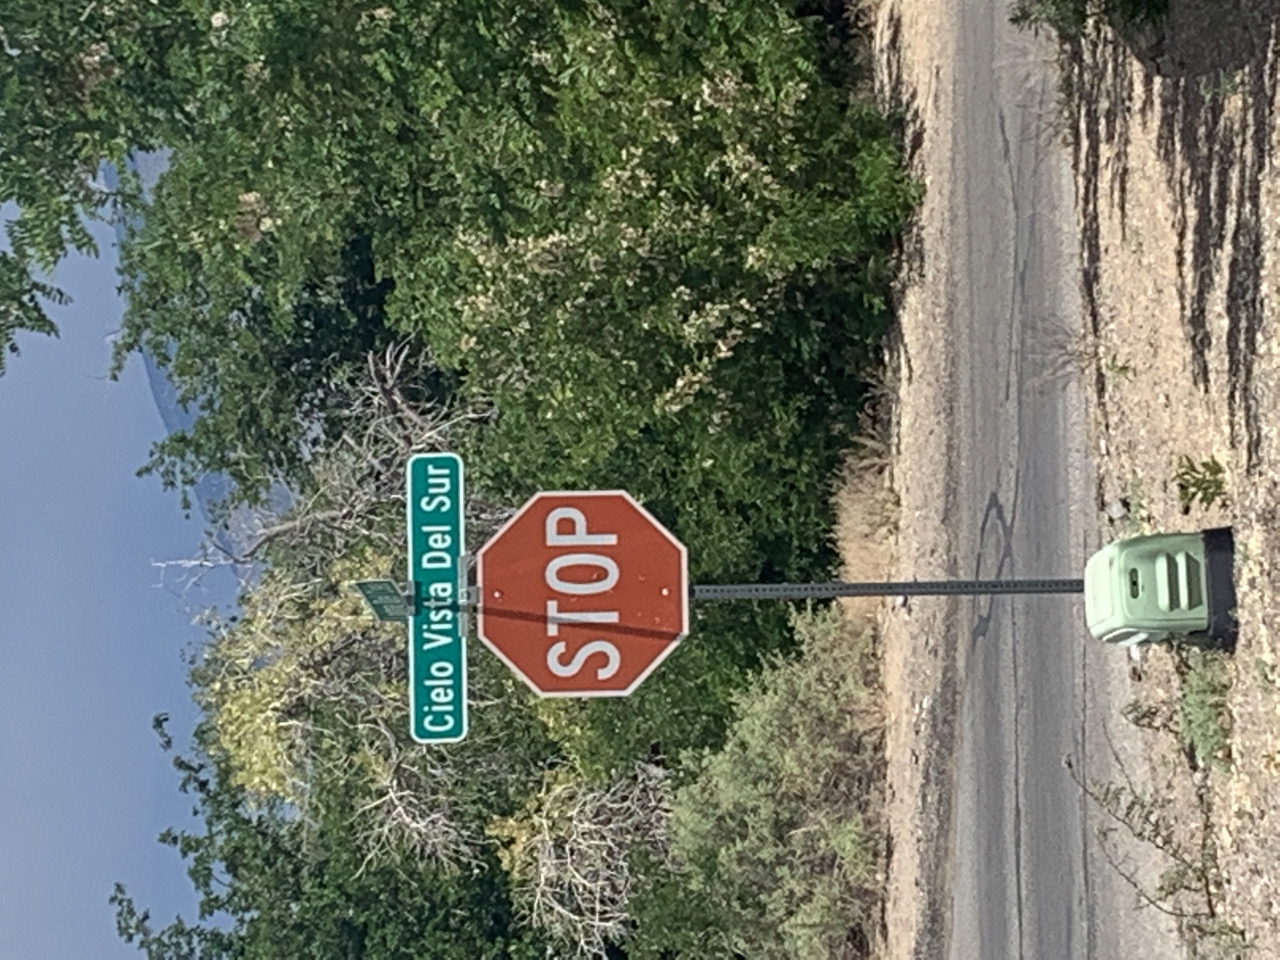 Cielo Vista Del Sur
STOP